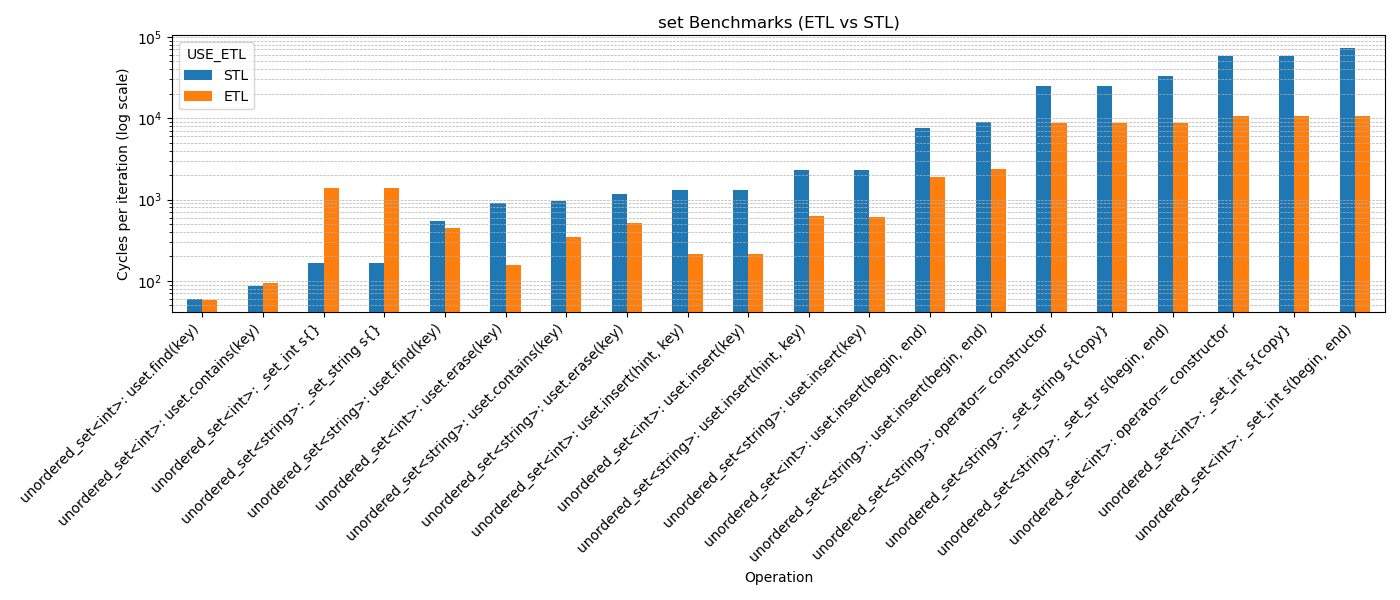 set Benchmarks (ETL vs STL)
Cycles per iteration (log scale)
10^5
10^4
10^3
10^2
USE_ETL
STL
ETL
unordered_set<int>: uset.find(key)
unordered_set<int>: uset.contains(key)
unordered_set<int>: _set_int s{}
unordered_set<string>: _set_string s{}
unordered_set<string>: uset.find(key)
unordered_set<int>: uset.erase(key)
unordered_set<string>: uset.contains(key)
unordered_set<string>: uset.erase(key)
unordered_set<int>: uset.insert(hint, key)
unordered_set<int>: uset.insert(key)
unordered_set<string>: uset.insert(hint, key)
unordered_set<string>: uset.insert(key)
unordered_set<int>: uset.insert(begin, end)
unordered_set<string>: uset.insert(begin, end)
unordered_set<string>: operator= constructor
unordered_set<string>: _set_string s{copy}
unordered_set<string>: _set_str s(begin, end)
unordered_set<int>: operator= constructor
unordered_set<int>: _set_int s{copy}
unordered_set<int>: _set_int s(begin, end)
Operation